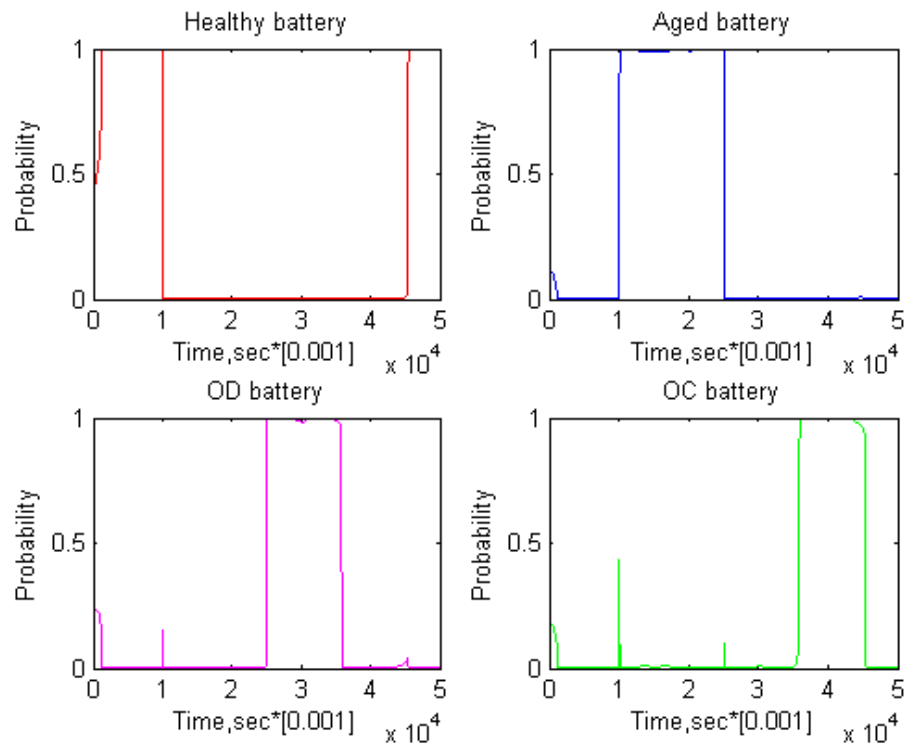 Healthy battery
Aged battery
1
0.5
0
Probability
0 1 2 3 4 5
Time,sec*[0.001]
x 10^4
1
0.5
0
Probability
0 1 2 3 4 5
Time,sec*[0.001]
x 10^4
OD battery
OC battery
1
0.5
0
Probability
0 1 2 3 4 5
Time,sec*[0.001]
x 10^4
1
0.5
0
Probability
0 1 2 3 4 5
Time,sec*[0.001]
x 10^4